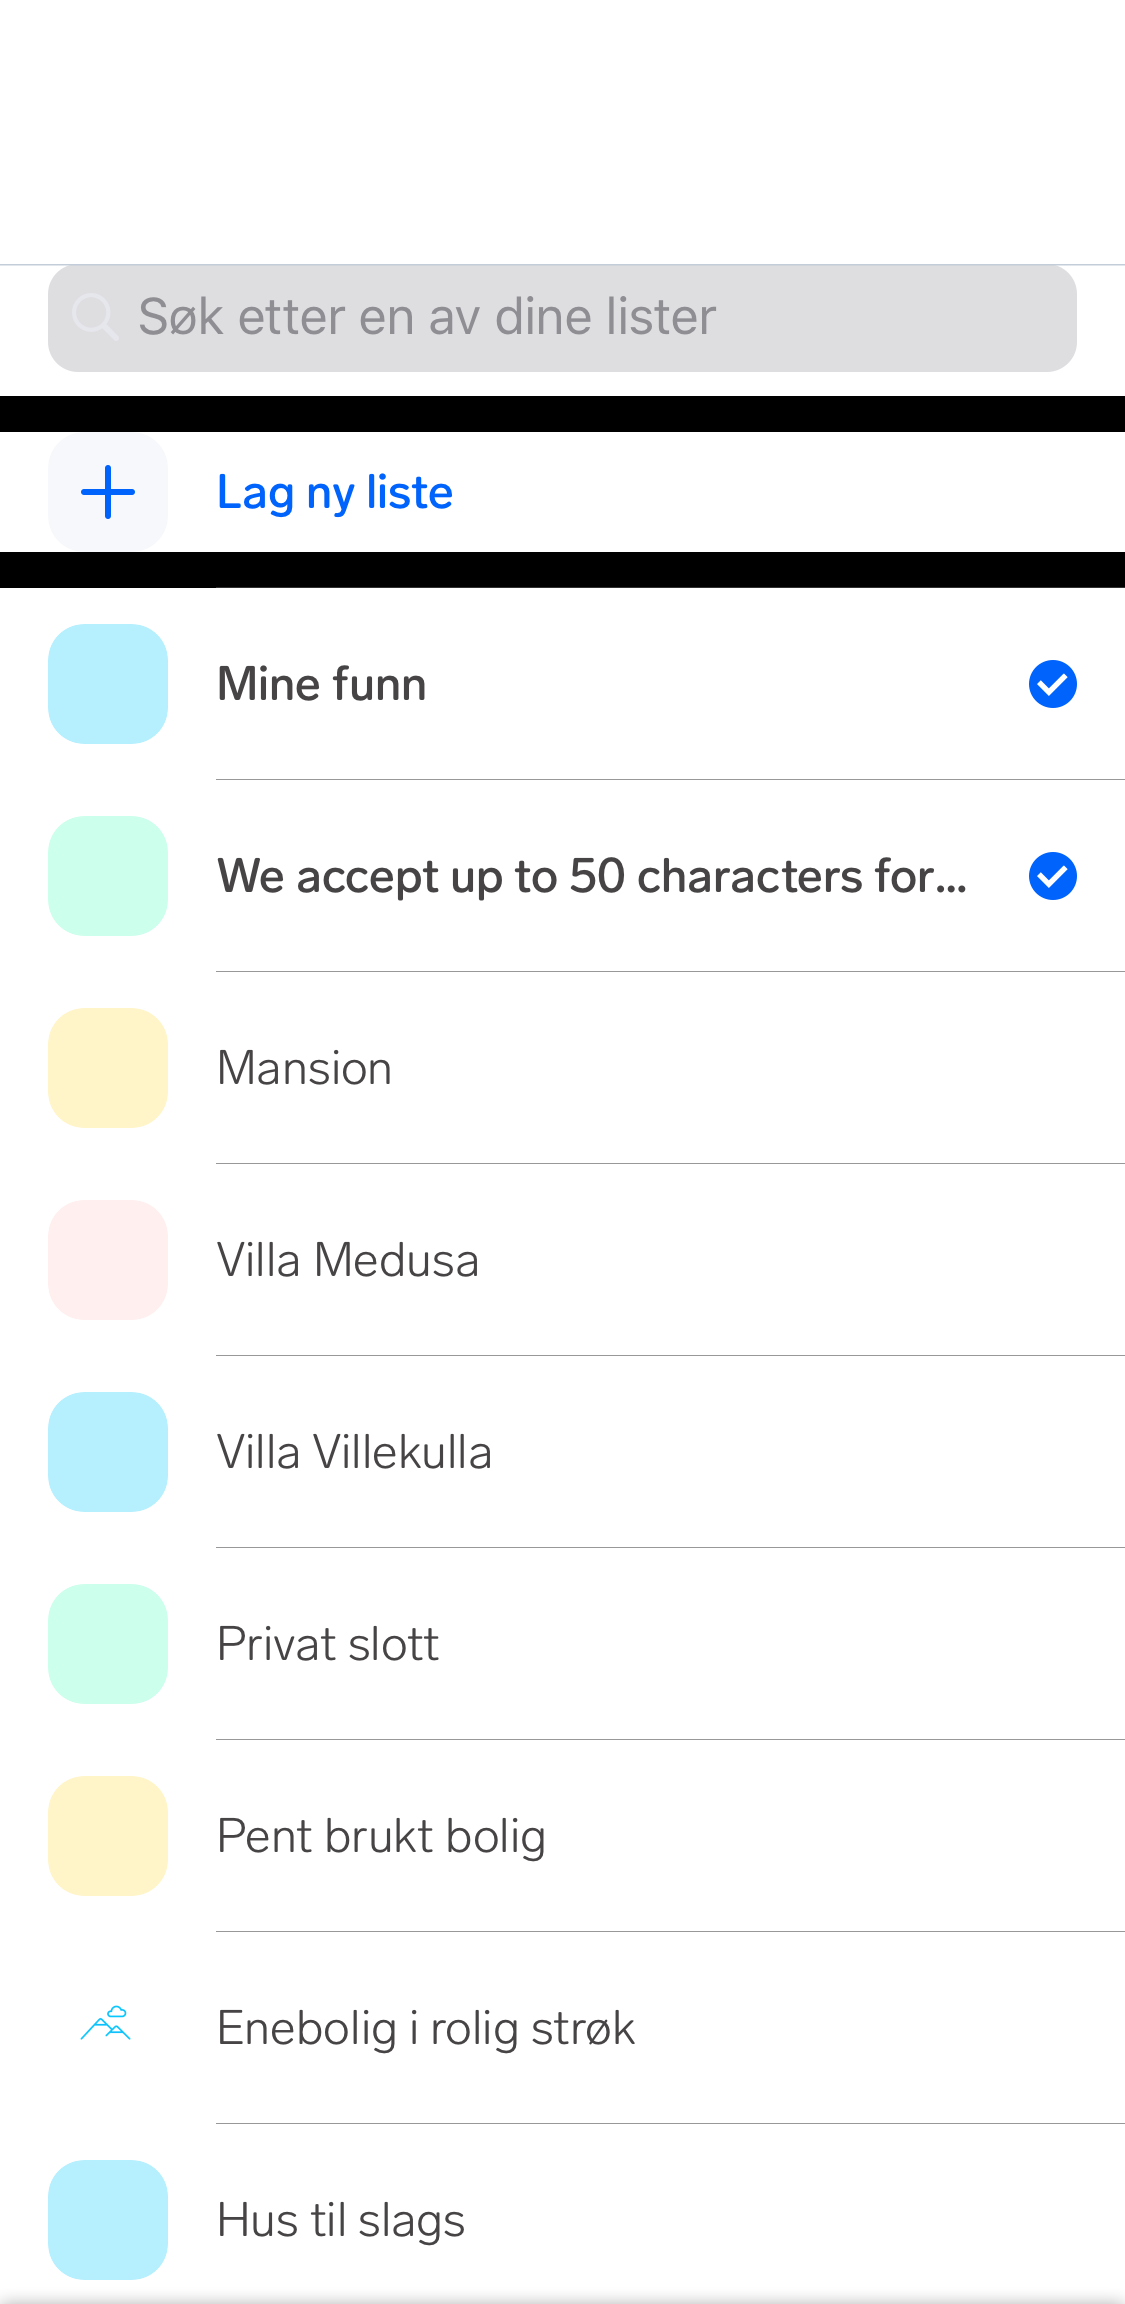 Søk etter en av dine lister
Lag ny liste
Mine funn
We accept up to 50 characters for...
Mansion
Villa Medusa
Villa Villekulla
Privat slott
Pent brukt bolig
Enebolig i rolig strøk
Hus til slags